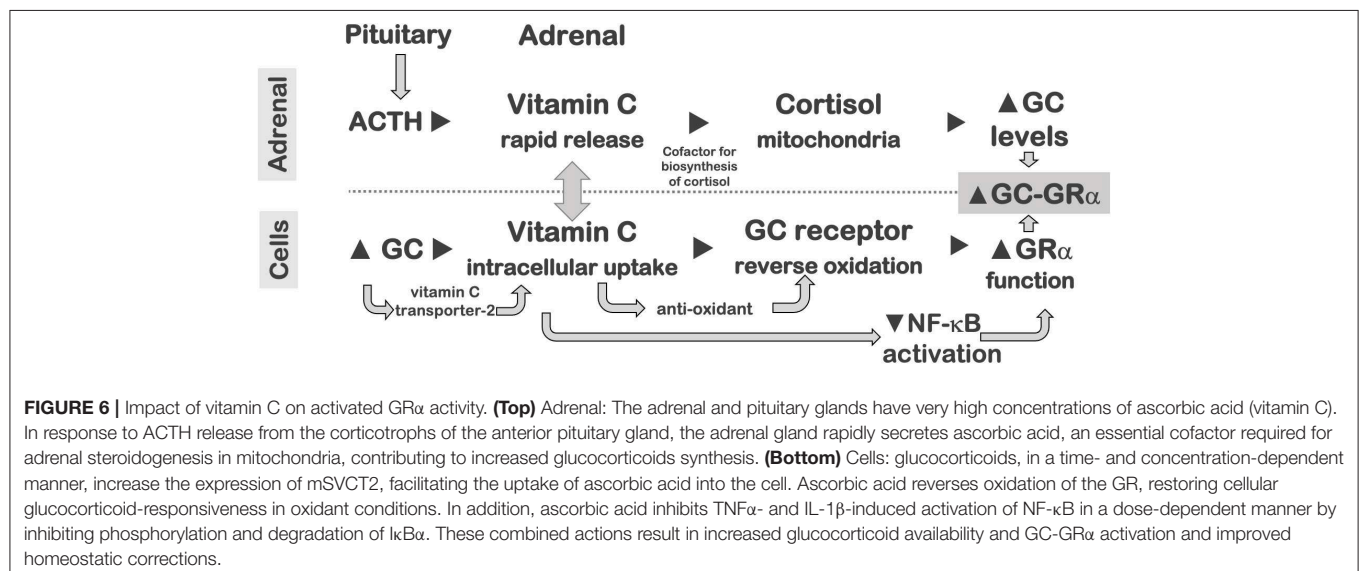 Pituitary
Adrenal
Adrenal
ACTH ▶
Vitamin C
rapid release
▶
Cofactor for
biosynthesis
of cortisol
Cortisol
mitochondria
▶
▲GC
levels
▲GC-GRα
Cells
▲ GC ▶
vitamin C
transporter-2
Vitamin C
intracellular uptake
▶
anti-oxidant
GC receptor
reverse oxidation
▶
▲GRα
function
▼NF-κB
activation
FIGURE 6 | Impact of vitamin C on activated GRα activity. (Top) Adrenal: The adrenal and pituitary glands have very high concentrations of ascorbic acid (vitamin C).
In response to ACTH release from the corticotrophs of the anterior pituitary gland, the adrenal gland rapidly secretes ascorbic acid, an essential cofactor required for
adrenal steroidogenesis in mitochondria, contributing to increased glucocorticoids synthesis. (Bottom) Cells: glucocorticoids, in a time- and concentration-dependent
manner, increase the expression of mSVCT2, facilitating the uptake of ascorbic acid into the cell. Ascorbic acid reverses oxidation of the GR, restoring cellular
glucocorticoid-responsiveness in oxidant conditions. In addition, ascorbic acid inhibits TNFα- and IL-1β-induced activation of NF-κB in a dose-dependent manner by
inhibiting phosphorylation and degradation of IκBα. These combined actions result in increased glucocorticoid availability and GC-GRα activation and improved
homeostatic corrections.